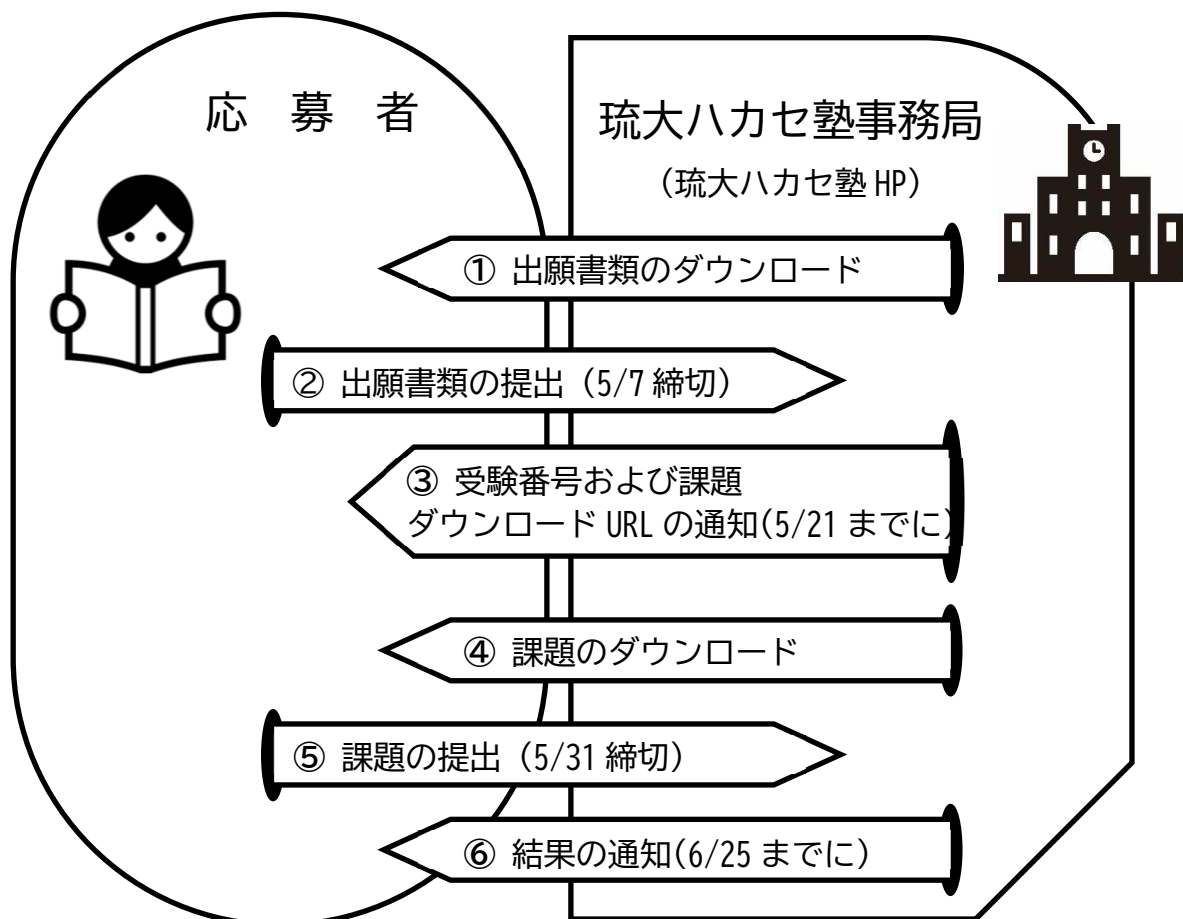 応 募 者
琉大ハカセ塾事務局
（琉大ハカセ塾 HP）
① 出願書類のダウンロード
② 出願書類の提出（5/7 締切）
③ 受験番号および課題
ダウンロード URL の通知(5/21 までに)
④ 課題のダウンロード
⑤ 課題の提出（5/31 締切）
⑥ 結果の通知(6/25 までに)